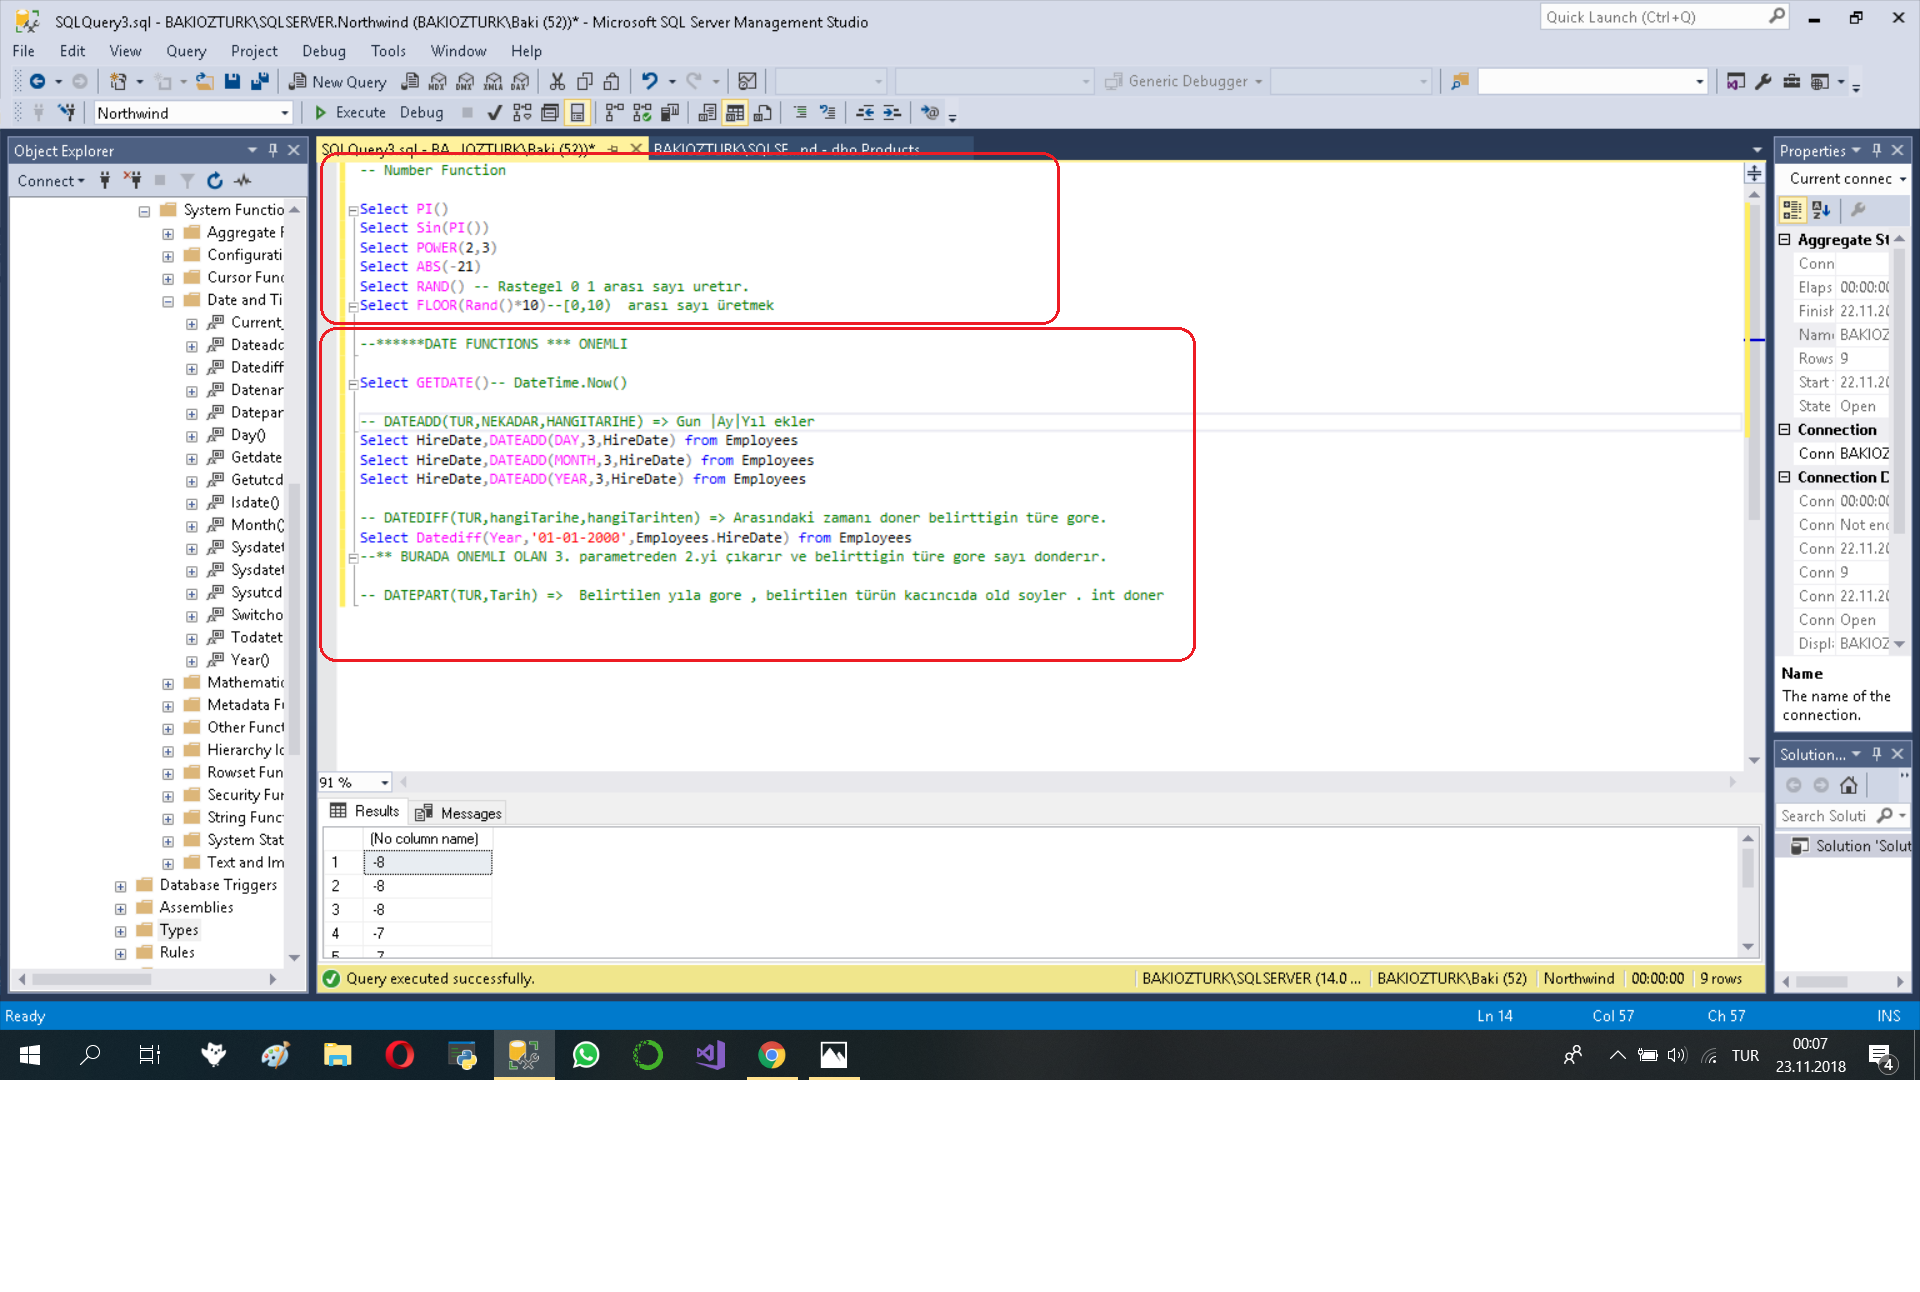 SQLQuery3.sql - BAKIOZTURK\SQLSERVER.Northwind (BAKIOZTURK\Baki (52))* - Microsoft SQL Server Management Studio
Quick Launch (Ctrl+Q)
File Edit View Query Project Debug Tools Window Help
New Query
Generic Debugger
Northwind
Execute Debug
Object Explorer
Connect
System Functio
Aggregate F
Configurati
Cursor Func
Date and Ti
Current_
Dateadd
Datediff
Datenar
Datepar
Day()
Getdate
Getutcd
Isdate()
Month()
Sysdatet
Sysdatet
Sysutcd
Switcho
Todatet
Year()
Mathematic
Metadata Fu
Other Funct
Hierarchy Id
Rowset Fun
Security Fur
String Funct
System Stat
Text and Im
Database Triggers
Assemblies
Types
Rules
SQLQuery3.sql - BA...IOZTURK\Baki (52))*
BAKIOZTURK\SQLSE...nd - dbo.Products
-- Number Function
Select PI()
Select Sin(PI())
Select POWER(2,3)
Select ABS(-21)
Select RAND() -- Rastegel 0 1 arası sayı uretır.
Select FLOOR(Rand()*10)--[0,10)  arası sayı üretmek
--******DATE FUNCTIONS *** ONEMLI
Select GETDATE()-- DateTime.Now()
-- DATEADD(TUR,NEKADAR,HANGITARIHE) => Gun |Ay|Yıl ekler
Select HireDate,DATEADD(DAY,3,HireDate) from Employees
Select HireDate,DATEADD(MONTH,3,HireDate) from Employees
Select HireDate,DATEADD(YEAR,3,HireDate) from Employees
-- DATEDIFF(TUR,hangiTarihe,hangiTarihten) => Arasındaki zamanı doner belirttigin türe gore.
Select Datediff(Year,'01-01-2000',Employees.HireDate) from Employees
--** BURADA ONEMLI OLAN 3. parametreden 2.yi çıkarır ve belirttigin türe gore sayı donderır.
-- DATEPART(TUR,Tarih) =>  Belirtilen yıla gore , belirtilen türün kacıncıda old soyler . int doner
91 %
Results Messages
(No column name)
1 -8
2 -8
3 -8
4 -7
5 -7
Query executed successfully.
BAKIOZTURK\SQLSERVER (14.0 ... BAKIOZTURK\Baki (52) Northwind 00:00:00 9 rows
Properties
Current connec
Aggregate St
Conn
Elaps 00:00:00
Finish 22.11.20
Name BAKIOZ
Rows 9
Start 22.11.20
State Open
Connection
Conn BAKIOZ
Connection D
Conn 00:00:00
Conn Not enc
Conn 22.11.20
Conn 9
Conn 22.11.20
Conn Open
Displ: BAKIOZ
Name
The name of the
connection.
Solution...
Search Soluti
Solution 'Solut
Ready
Ln 14 Col 57 Ch 57 INS
TUR
00:07
23.11.2018
4